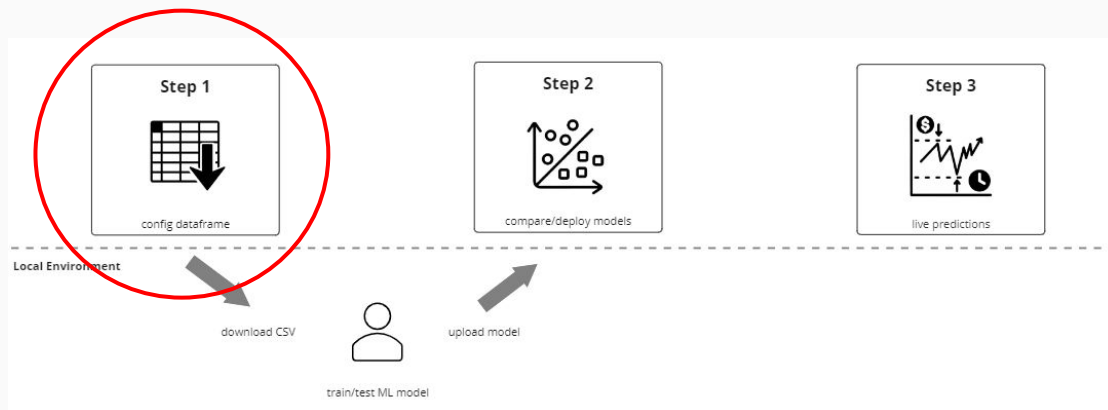 Step 1
config dataframe
Step 2
compare/deploy models
Step 3
$
live predictions
Local Environment
download CSV
upload model
train/test ML model